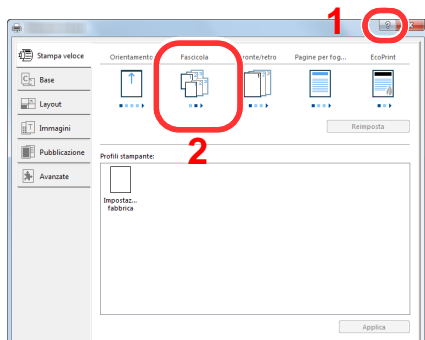 1
?
Stampa veloce
Orientamento Fascicola Fronte/retro Pagine per fog... EcoPrint
Base
Layout
Reimposta
Immagini
2
Pubblicazione
Profili stampante:
Avanzate
Impostaz...
fabbrica
Applica